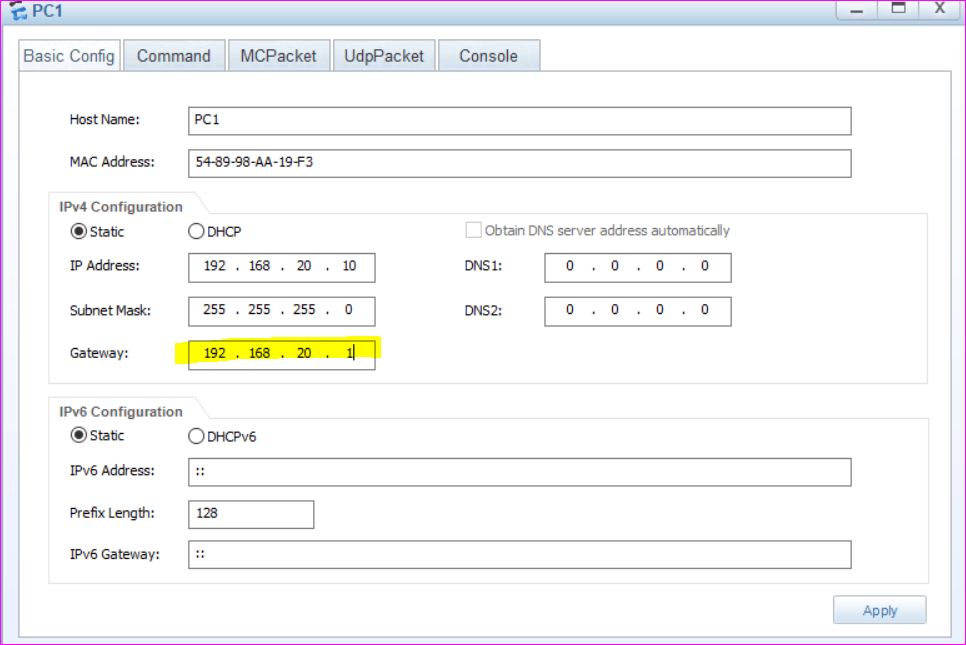 PC1
X
Basic Config Command MCPacket UdpPacket Console
Host Name: PC1
MAC Address: 54-89-98-AA-19-F3
IPv4 Configuration
Static DHCP Obtain DNS server address automatically
IP Address: 192 . 168 . 20 . 10 DNS1: 0 . 0 . 0 . 0
Subnet Mask: 255 . 255 . 255 . 0 DNS2: 0 . 0 . 0 . 0
Gateway: 192 . 168 . 20 . 1
IPv6 Configuration
Static DHCPv6
IPv6 Address: ::
Prefix Length: 128
IPv6 Gateway: ::
Apply